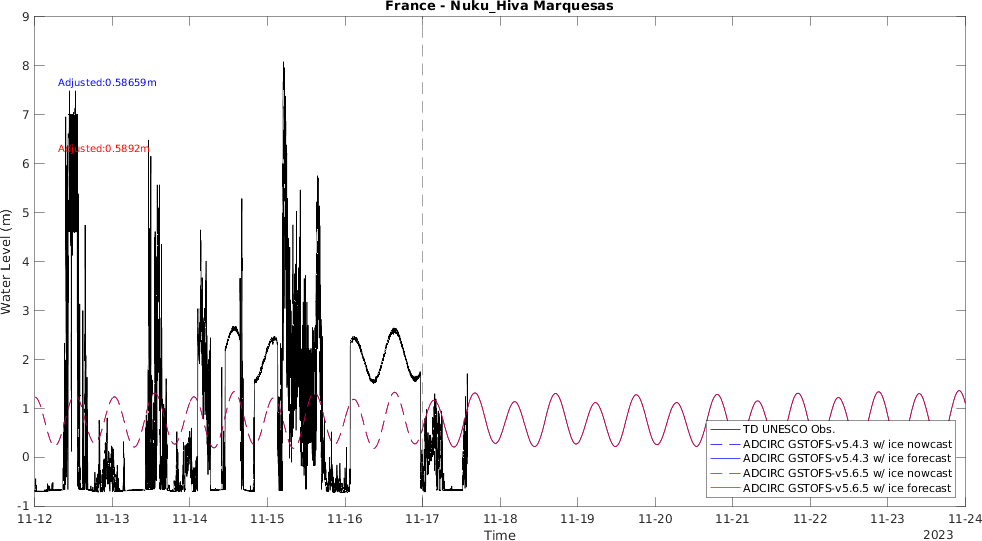 France - Nuku_Hiva Marquesas
9
8
7
6
5
4
3
2
1
0
-1
Water Level (m)
Adjusted:0.58659m
Adjusted:0.5892m
TD UNESCO Obs.
ADCIRC GSTOFS-v5.4.3 w/ ice nowcast
ADCIRC GSTOFS-v5.4.3 w/ ice forecast
ADCIRC GSTOFS-v5.6.5 w/ ice nowcast
ADCIRC GSTOFS-v5.6.5 w/ ice forecast
11-12 11-13 11-14 11-15 11-16 11-17 11-18 11-19 11-20 11-21 11-22 11-23 11-24
Time
2023